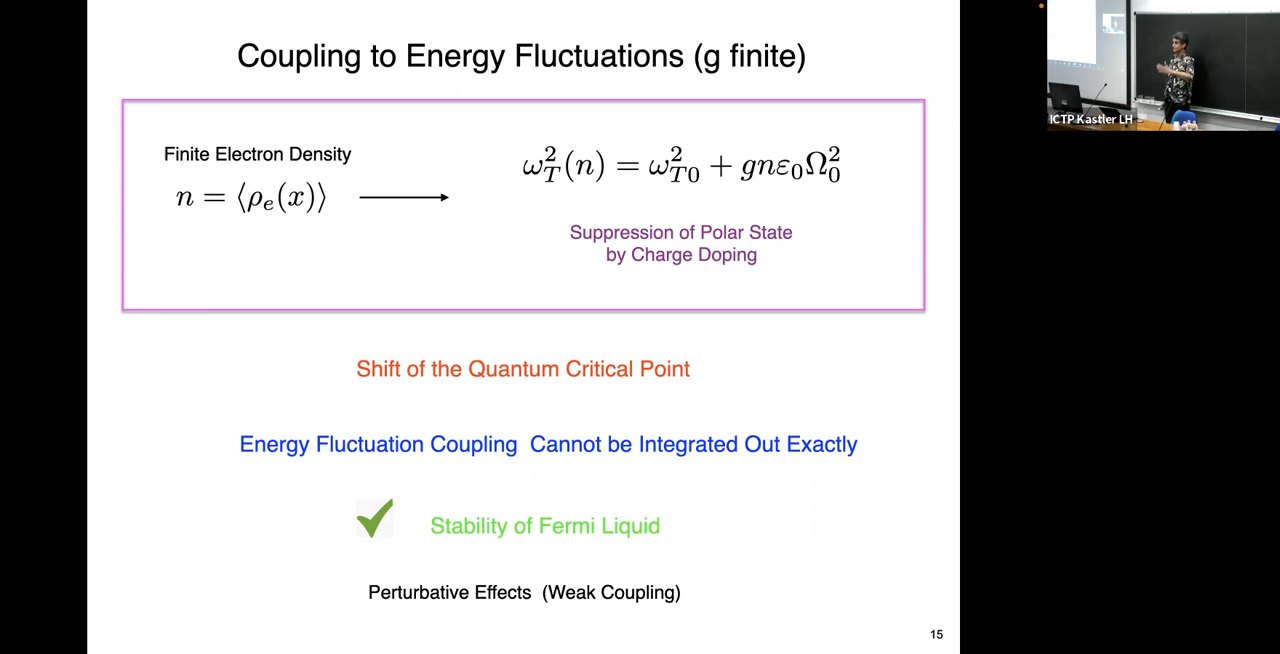 Coupling to Energy Fluctuations (g finite)
Finite Electron Density
n = ⟨ρₑ(x)⟩
ω_T^2(n) = ω_{T0}^2 + gnε_0Ω_0^2
Suppression of Polar State
by Charge Doping
Shift of the Quantum Critical Point
Energy Fluctuation Coupling Cannot be Integrated Out Exactly
Stability of Fermi Liquid
Perturbative Effects (Weak Coupling)
15
ICTP Kastler LH